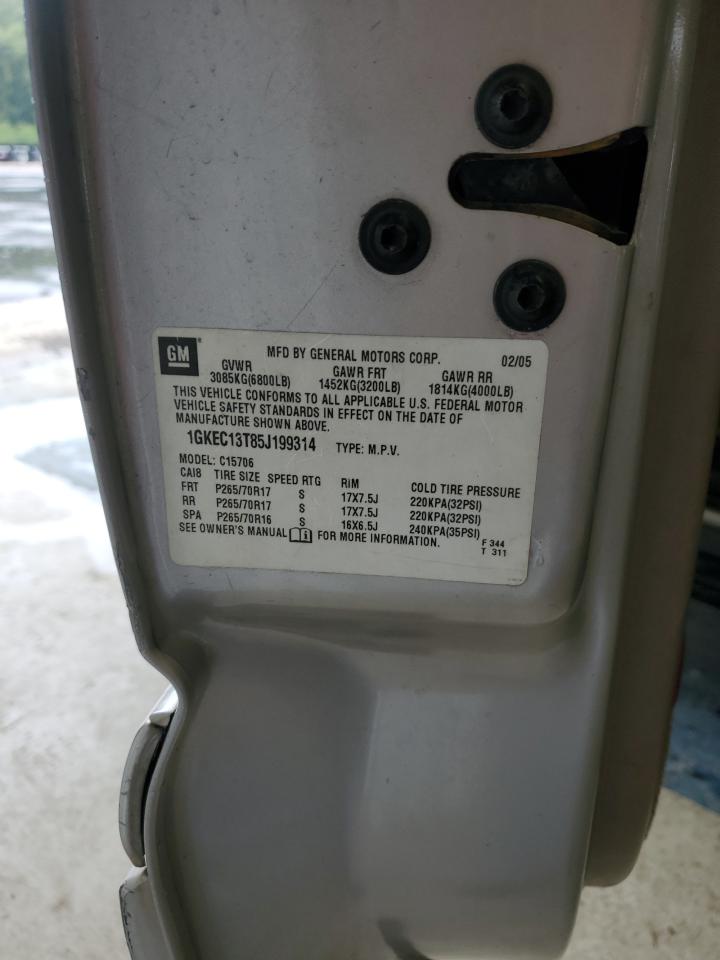 GM MFD BY GENERAL MOTORS CORP. 02/05
GVWR GAWR FRT GAWR RR
3085KG(6800LB) 1452KG(3200LB) 1814KG(4000LB)
THIS VEHICLE CONFORMS TO ALL APPLICABLE U.S. FEDERAL MOTOR
VEHICLE SAFETY STANDARDS IN EFFECT ON THE DATE OF
MANUFACTURE SHOWN ABOVE.
1GKEC13T85J199314 TYPE: M.P.V.
MODEL: C15706
CAI8 TIRE SIZE SPEED RTG RIM COLD TIRE PRESSURE
FRT P265/70R17 S 17X7.5J 220KPA(32PSI)
RR P265/70R17 S 17X7.5J 220KPA(32PSI)
SPA P265/70R16 S 16X6.5J 240KPA(35PSI)
SEE OWNER'S MANUAL FOR MORE INFORMATION. F 344
T 311